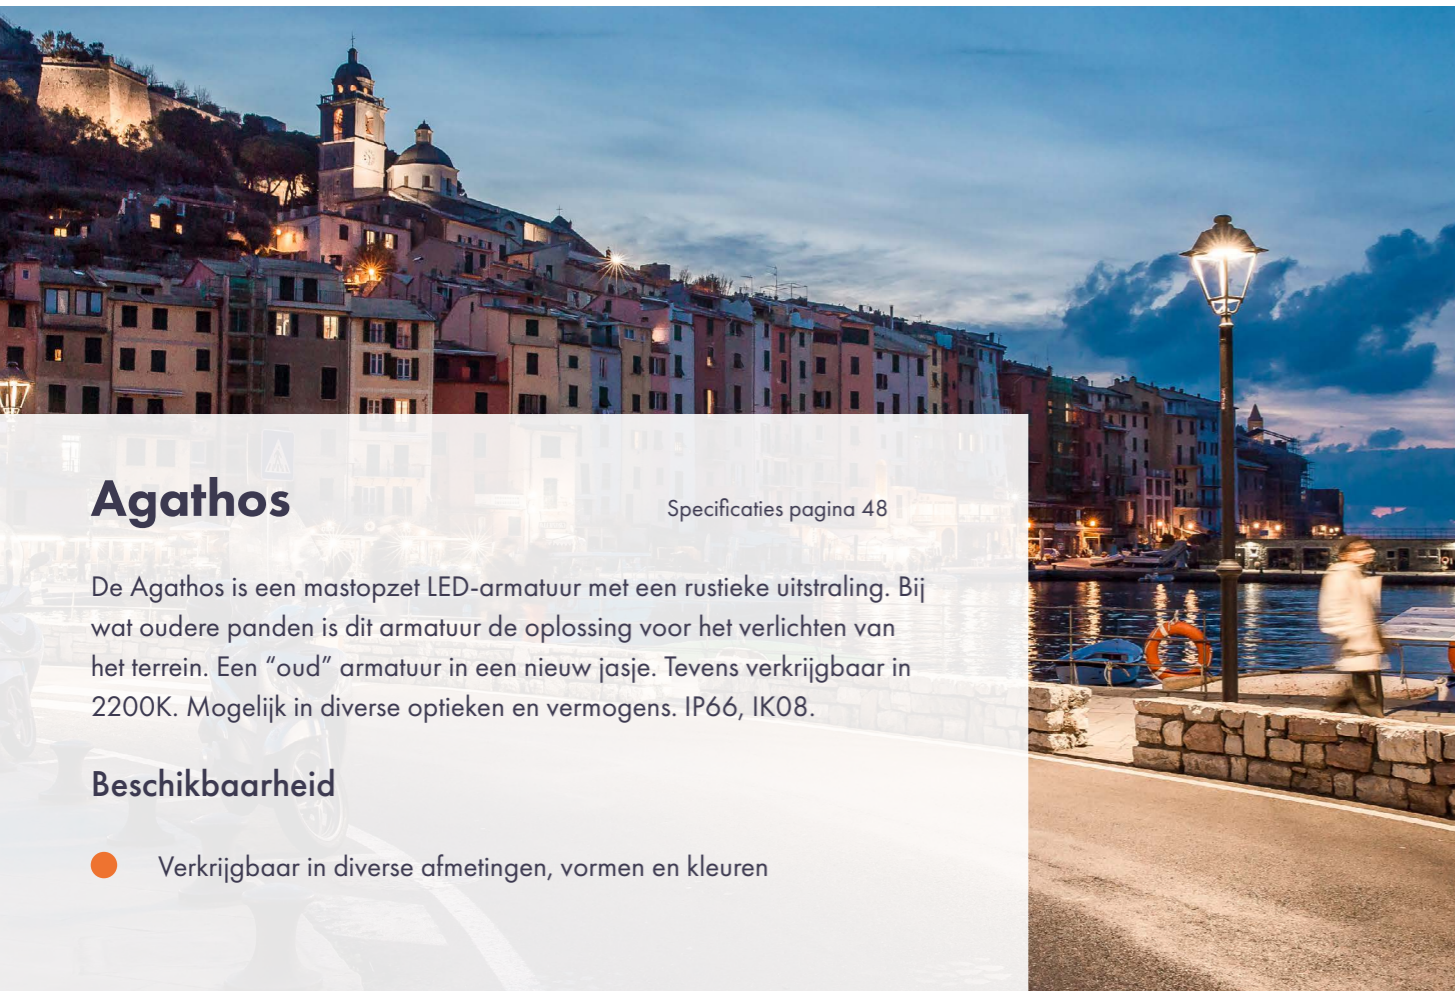 Agathos
Specificaties pagina 48
De Agathos is een mastopzet LED-armatuur met een rustieke uitstraling. Bij
wat oudere panden is dit armatuur de oplossing voor het verlichten van
het terrein. Een “oud” armatuur in een nieuw jasje. Tevens verkrijgbaar in
2200K. Mogelijk in diverse optieken en vermogens. IP66, IK08.
Beschikbaarheid
Verkrijgbaar in diverse afmetingen, vormen en kleuren